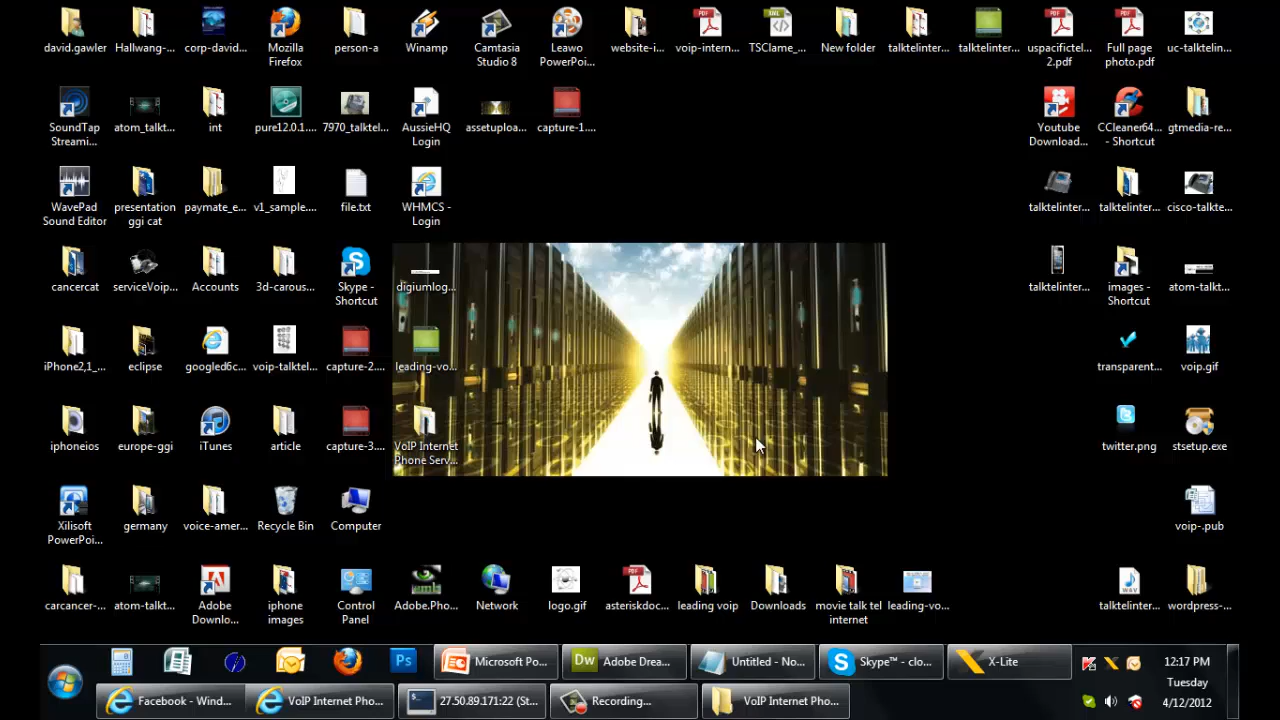 david.gawler
Hallwang-...
corp-david...
Mozilla
Firefox
person-a
Winamp
Camtasia
Studio 8
Leawo
PowerPoi...
website-i...
voip-intern...
TSClame_...
New folder
talktelinter...
talktelinter...
uspacifictel...
2.pdf
Full page
photo.pdf
uc-talktelin...
SoundTap
Streami...
atom_talkt...
int
pure12.0.1....
7970_talktel...
AussieHQ
Login
assetuploa...
capture-1....
Youtube
Download...
CCleaner64...
- Shortcut
gtmedia-re...
WavePad
Sound Editor
presentation
ggi cat
paymate_e...
v1_sample....
file.txt
WHMCS -
Login
talktelinter...
talktelinter...
cisco-talkte...
cancercat
serviceVoip...
Accounts
3d-carous...
Skype -
Shortcut
digiumlog...
talktelinter...
images -
Shortcut
atom-talkt...
iPhone2,1_...
eclipse
googled6c...
voip-talktel...
capture-2....
leading-vo...
transparent...
voip.gif
iphoneios
europe-ggi
iTunes
article
capture-3....
VoIP Internet
Phone Serv...
twitter.png
stsetup.exe
Xilisoft
PowerPoi...
germany
voice-amer...
Recycle Bin
Computer
voip-.pub
carcancer-...
atom-talkt...
Adobe
Downlo...
iphone
images
Control
Panel
Adobe.Pho...
Network
logo.gif
asteriskdoc...
leading voip
Downloads
movie talk tel
internet
leading-vo...
talktelinter...
wordpress-...
Ps
Microsoft Po...
Dw
Adobe Drea...
Untitled - No...
Skype™ - clo...
X-Lite
12:17 PM
Tuesday
4/12/2012
Facebook - Wind...
VoIP Internet Pho...
27.50.89.171:22 (St...
Recording...
VoIP Internet Pho...